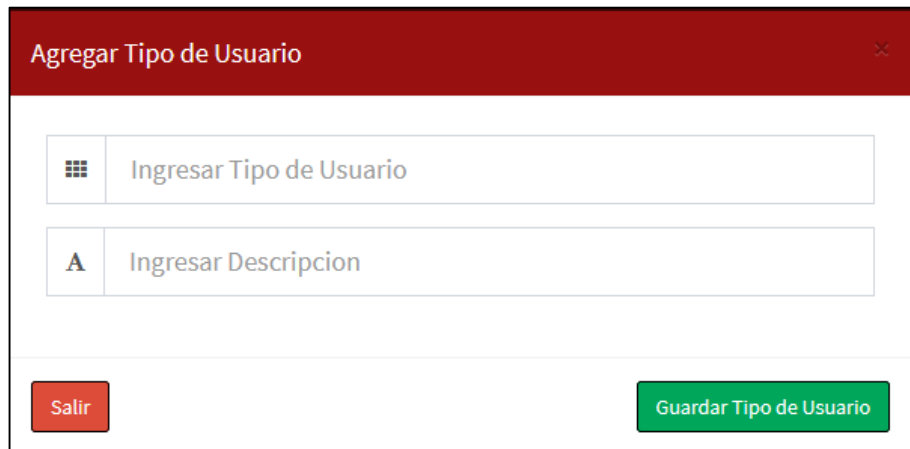 Agregar Tipo de Usuario ×
Ingresar Tipo de Usuario
A Ingresar Descripcion
Salir Guardar Tipo de Usuario